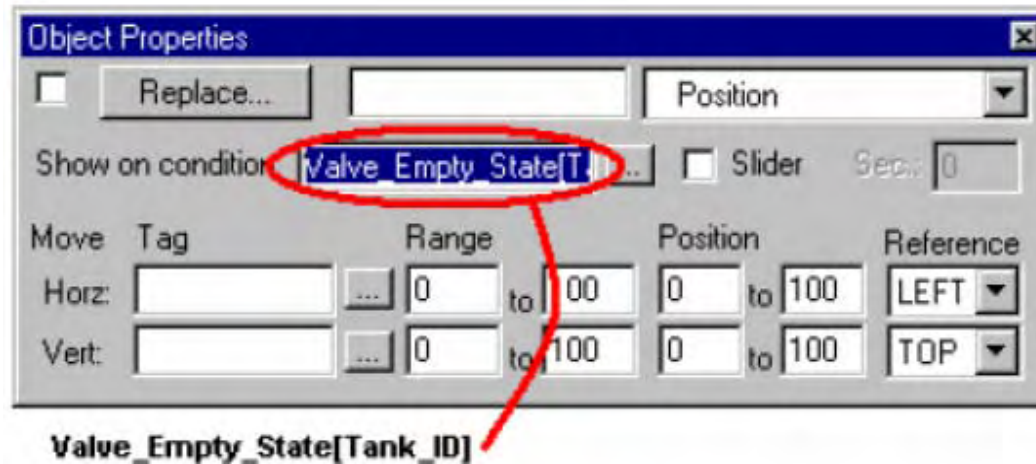 Object Properties
Replace... Position
Show on condition Valve_Empty_State[T. ... Slider Sec.: 0
Move Tag Range Position Reference
Horz: ... 0 to 100 0 to 100 LEFT
Vert: ... 0 to 100 0 to 100 TOP
Valve_Empty_State[Tank_ID]